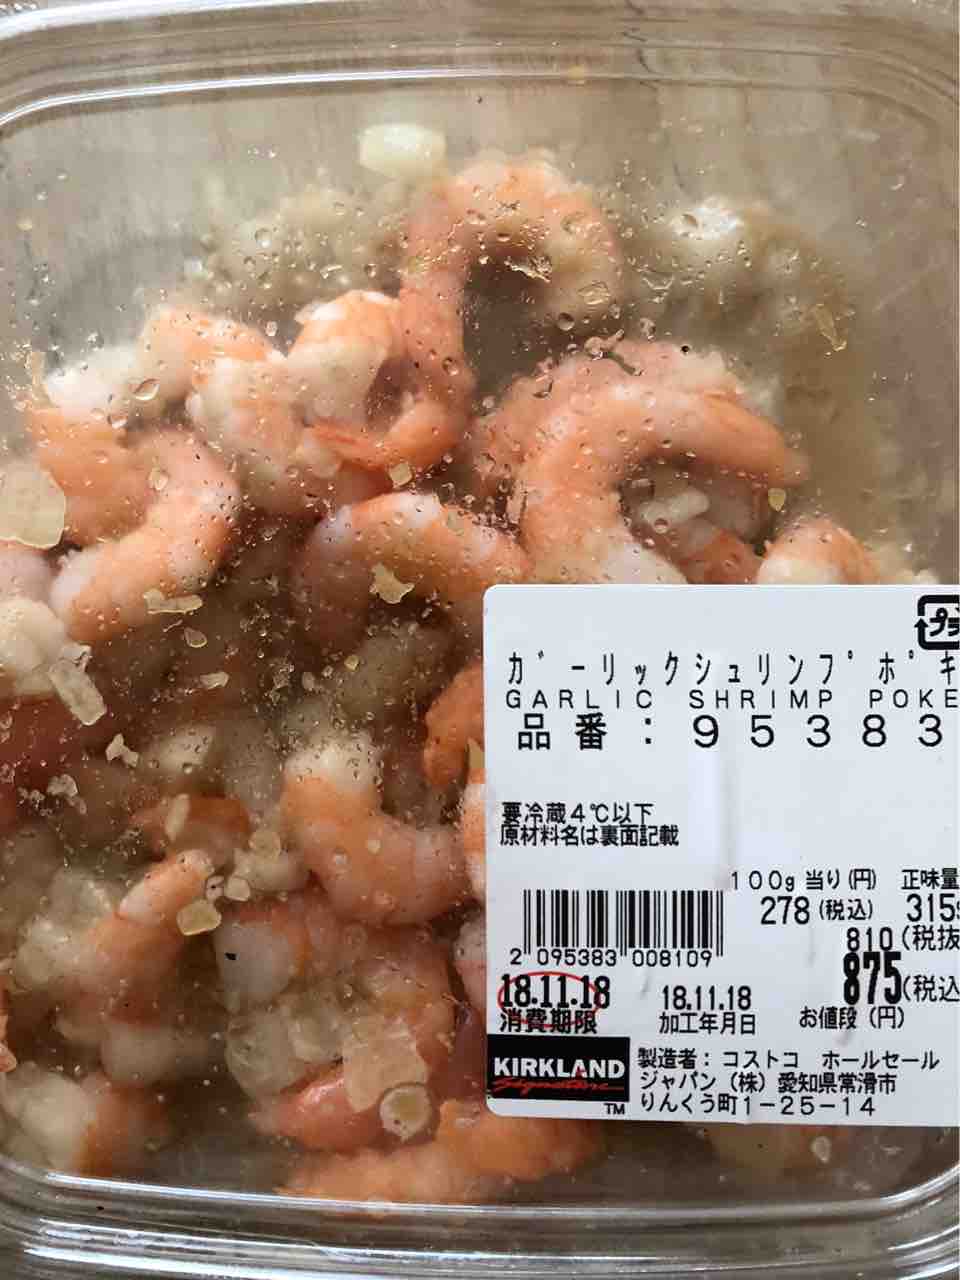 プラ
ガーリックシュリンプ ポキ
GARLIC SHRIMP POKE
品番：95383
要冷蔵4℃以下
原材料名は裏面記載
100g当り(円) 正味量
278(税込) 315g
810(税抜
875(税込
お値段(円)
2 095383 008109
18.11.18 18.11.18
消費期限 加工年月日
KIRKLAND
Signature
TM
製造者：コストコ ホールセール
ジャパン(株)愛知県常滑市
りんくう町1-25-14